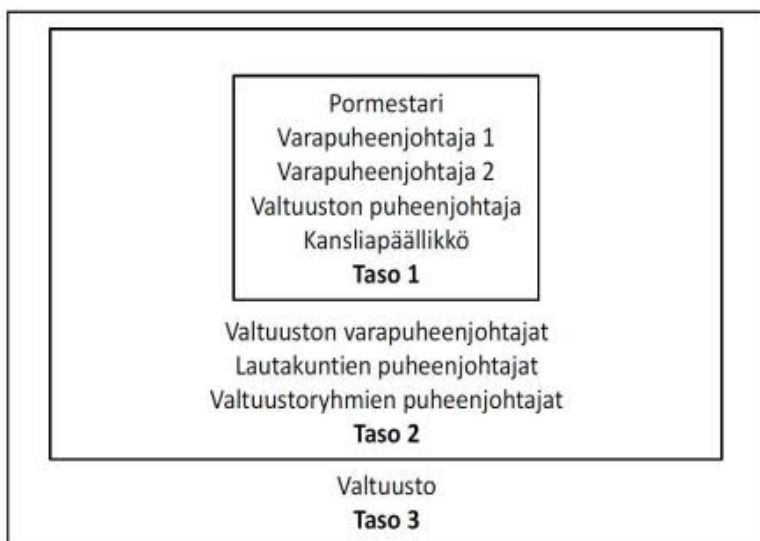 Pormestari
Varapuheenjohtaja 1
Varapuheenjohtaja 2
Valtuuston puheenjohtaja
Kansliapäällikkö
Taso 1
Valtuuston varapuheenjohtajat
Lautakuntien puheenjohtajat
Valtuustoryhmien puheenjohtajat
Taso 2
Valtuusto
Taso 3